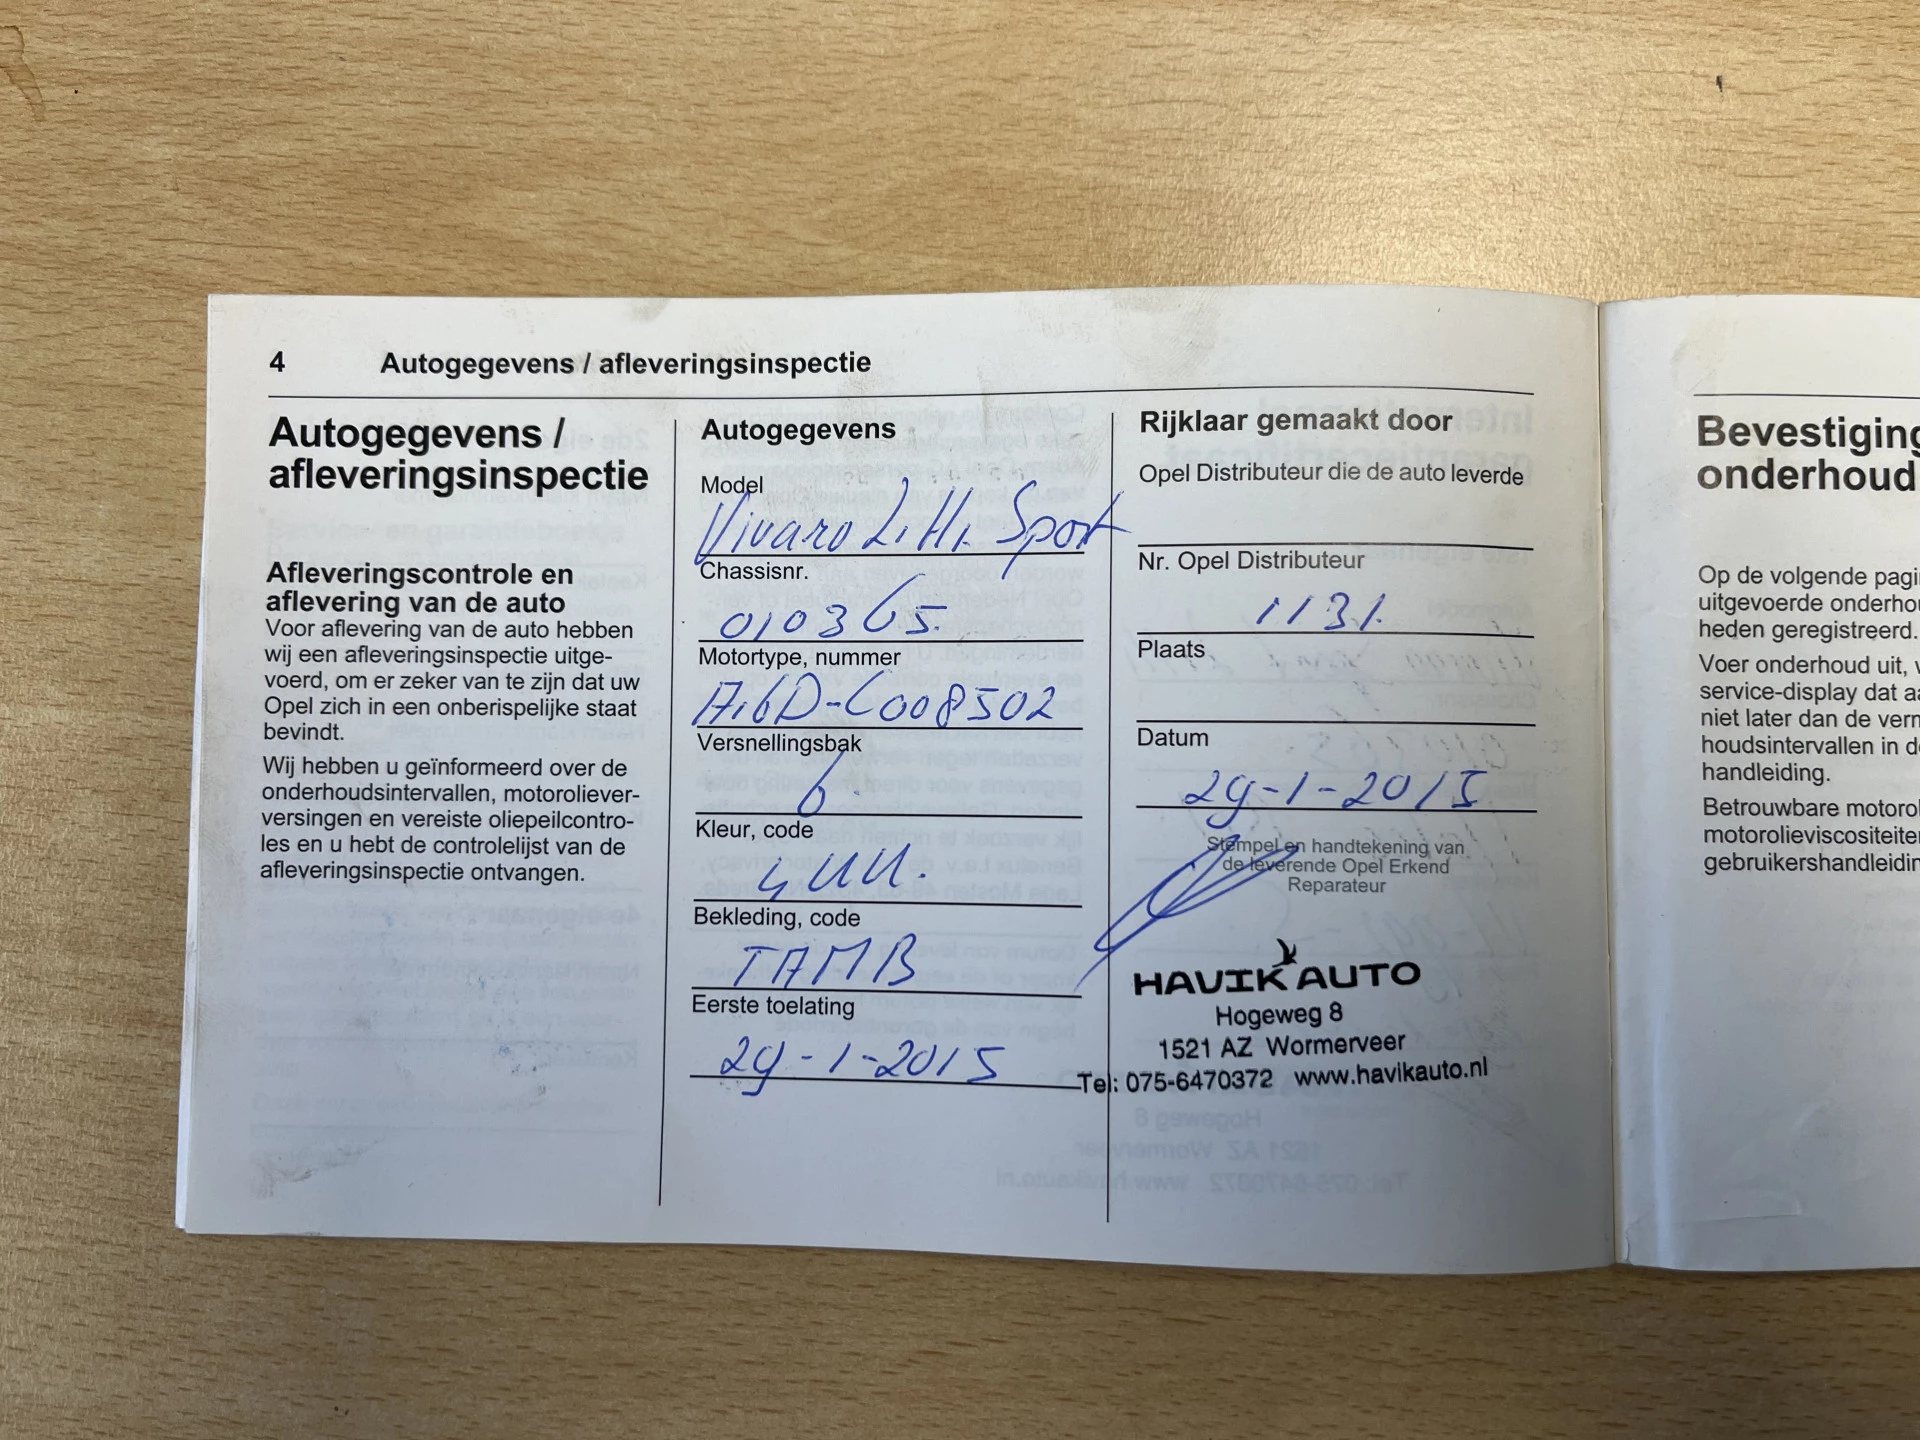 4 Autogegevens / afleveringsinspectie
Autogegevens /
afleveringsinspectie
Afleveringscontrole en
aflevering van de auto
Voor aflevering van de auto hebben
wij een afleveringsinspectie uitge-
voerd, om er zeker van te zijn dat uw
Opel zich in een onberispelijke staat
bevindt.
Wij hebben u geïnformeerd over de
onderhoudsintervallen, motoroliever-
versingen en vereiste oliepeilcontro-
les en u hebt de controlelijst van de
afleveringsinspectie ontvangen.
Autogegevens
Model
Vivaro L1H1 Sport
Chassisnr.
010365
Motortype, nummer
A16D-C008502
Versnellingsbak
6
Kleur, code
Bekleding, code
TAMB
Eerste toelating
29-1-2015
Rijklaar gemaakt door
Opel Distributeur die de auto leverde
Nr. Opel Distributeur
1131
Plaats
Datum
29-1-2015
Stempel en handtekening van
de leverende Opel Erkend
Reparateur
HAVIK AUTO
Hogeweg 8
1521 AZ Wormerveer
Tel: 075-6470372 www.havikauto.nl
Bevestiging
onderhoud
Op de volgende pagi
uitgevoerde onderhou
heden geregistreerd.
Voer onderhoud uit, w
service-display dat aa
niet later dan de verm
houdsintervallen in de
handleiding.
Betrouwbare motorol
motorolieviscositeiten
gebruikershandleidin